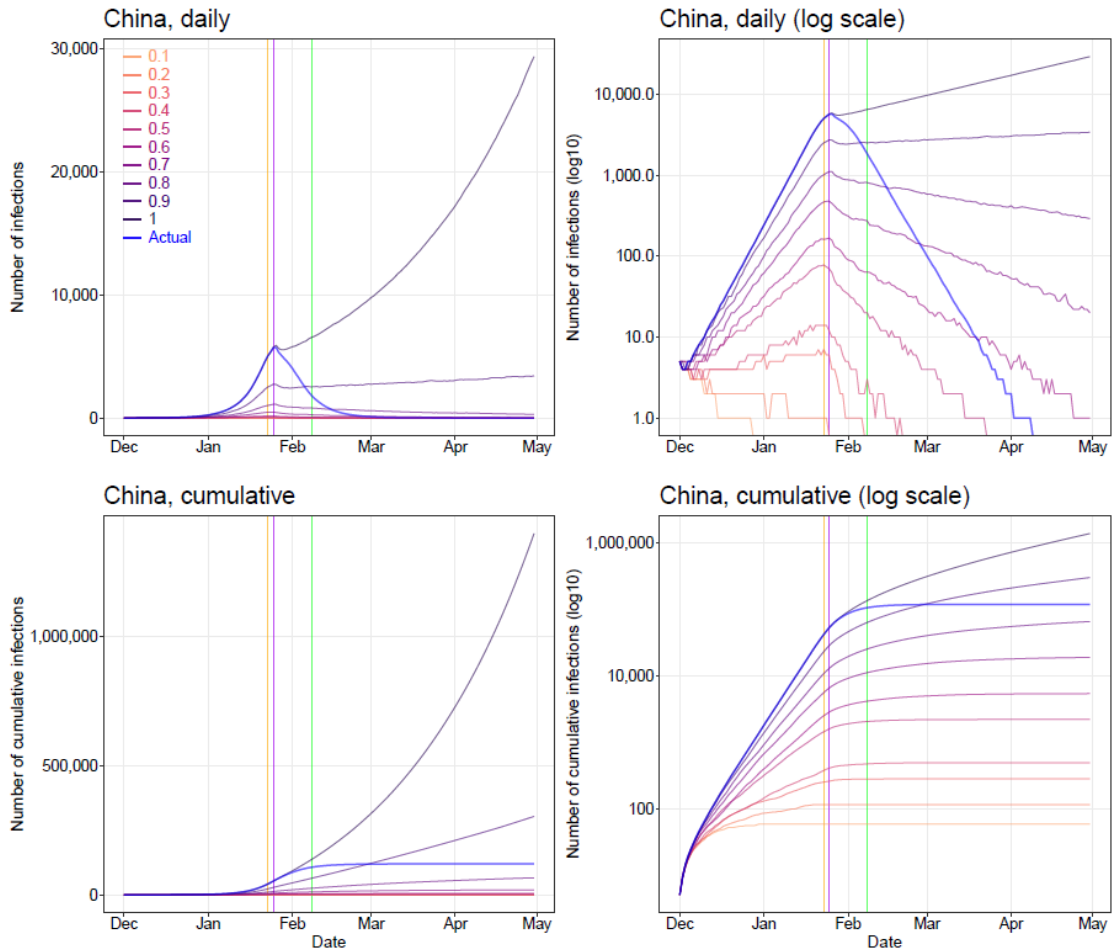 China, daily
Number of infections
30,000
20,000
10,000
0
0.1
0.2
0.3
0.4
0.5
0.6
0.7
0.8
0.9
1
Actual
Dec Jan Feb Mar Apr May
China, daily (log scale)
Number of infections (log10)
10,000.0
1,000.0
100.0
10.0
1.0
Dec Jan Feb Mar Apr May
China, cumulative
Number of cumulative infections
1,000,000
500,000
0
Dec Jan Feb Mar Apr May
Date
China, cumulative (log scale)
Number of cumulative infections (log10)
1,000,000
10,000
100
Dec Jan Feb Mar Apr May
Date